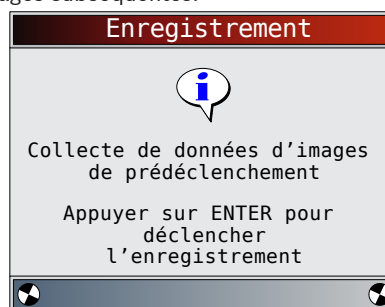 ages subséquentes.
Enregistrement
i
Collecte de données d'images
de prédéclenchement
Appuyer sur ENTER pour
déclencher
l'enregistrement